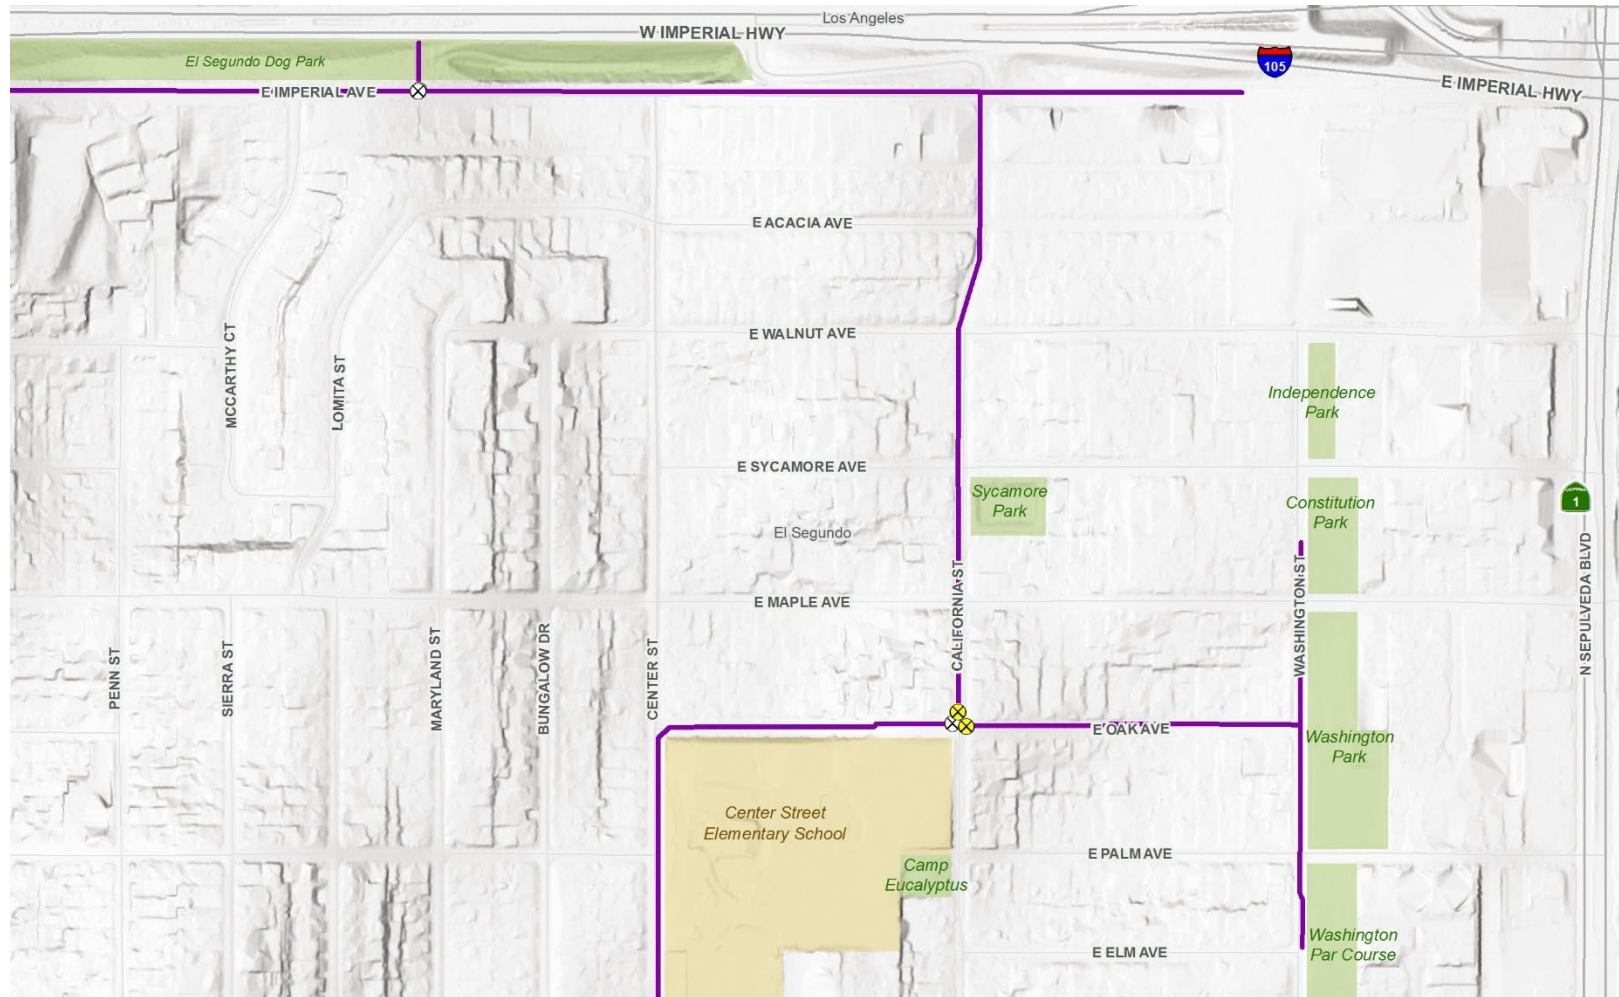 Los Angeles
W IMPERIAL HWY
El Segundo Dog Park
105
E IMPERIAL AVE
E IMPERIAL HWY
E ACACIA AVE
E WALNUT AVE
MCCARTHY CT
LOMITA ST
Independence
Park
E SYCAMORE AVE
Sycamore
Park
Constitution
Park
CALIFORNIA
1
El Segundo
E MAPLE AVE
CALIFORNIA ST
WASHINGTON ST
N SEPULVEDA BLVD
PENN ST
SIERRA ST
MARYLAND ST
BUNGALOW DR
CENTER ST
E OAK AVE
Washington
Park
Center Street
Elementary School
E PALM AVE
Camp
Eucalyptus
Washington
Par Course
E ELM AVE